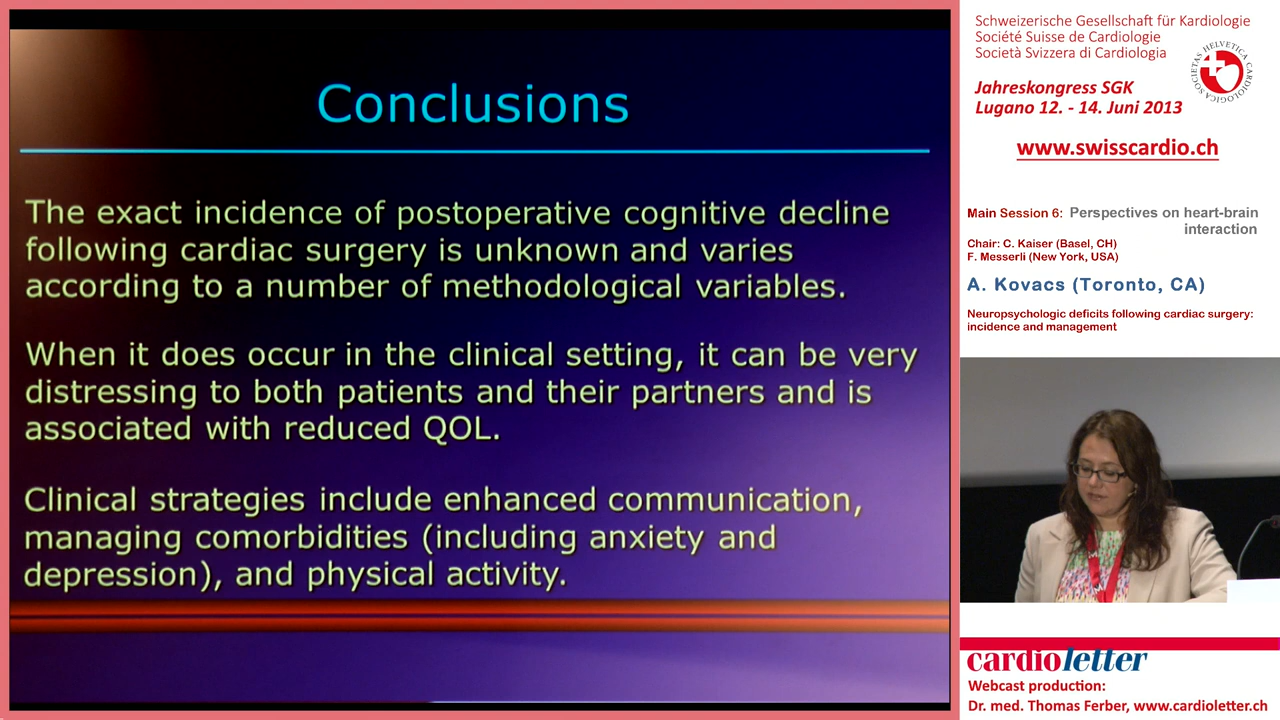 Conclusions
The exact incidence of postoperative cognitive decline
following cardiac surgery is unknown and varies
according to a number of methodological variables.
When it does occur in the clinical setting, it can be very
distressing to both patients and their partners and is
associated with reduced QOL.
Clinical strategies include enhanced communication,
managing comorbidities (including anxiety and
depression), and physical activity.
Schweizerische Gesellschaft für Kardiologie
Société Suisse de Cardiologie
Società Svizzera di Cardiologia
SOCIETAS HELVETICA CARDIOLOGICA
Jahreskongress SGK
Lugano 12. - 14. Juni 2013
www.swisscardio.ch
Main Session 6: Perspectives on heart-brain
interaction
Chair: C. Kaiser (Basel, CH)
F. Messerli (New York, USA)
A. Kovacs (Toronto, CA)
Neuropsychologic deficits following cardiac surgery:
incidence and management
cardioletter
Webcast production:
Dr. med. Thomas Ferber, www.cardioletter.ch